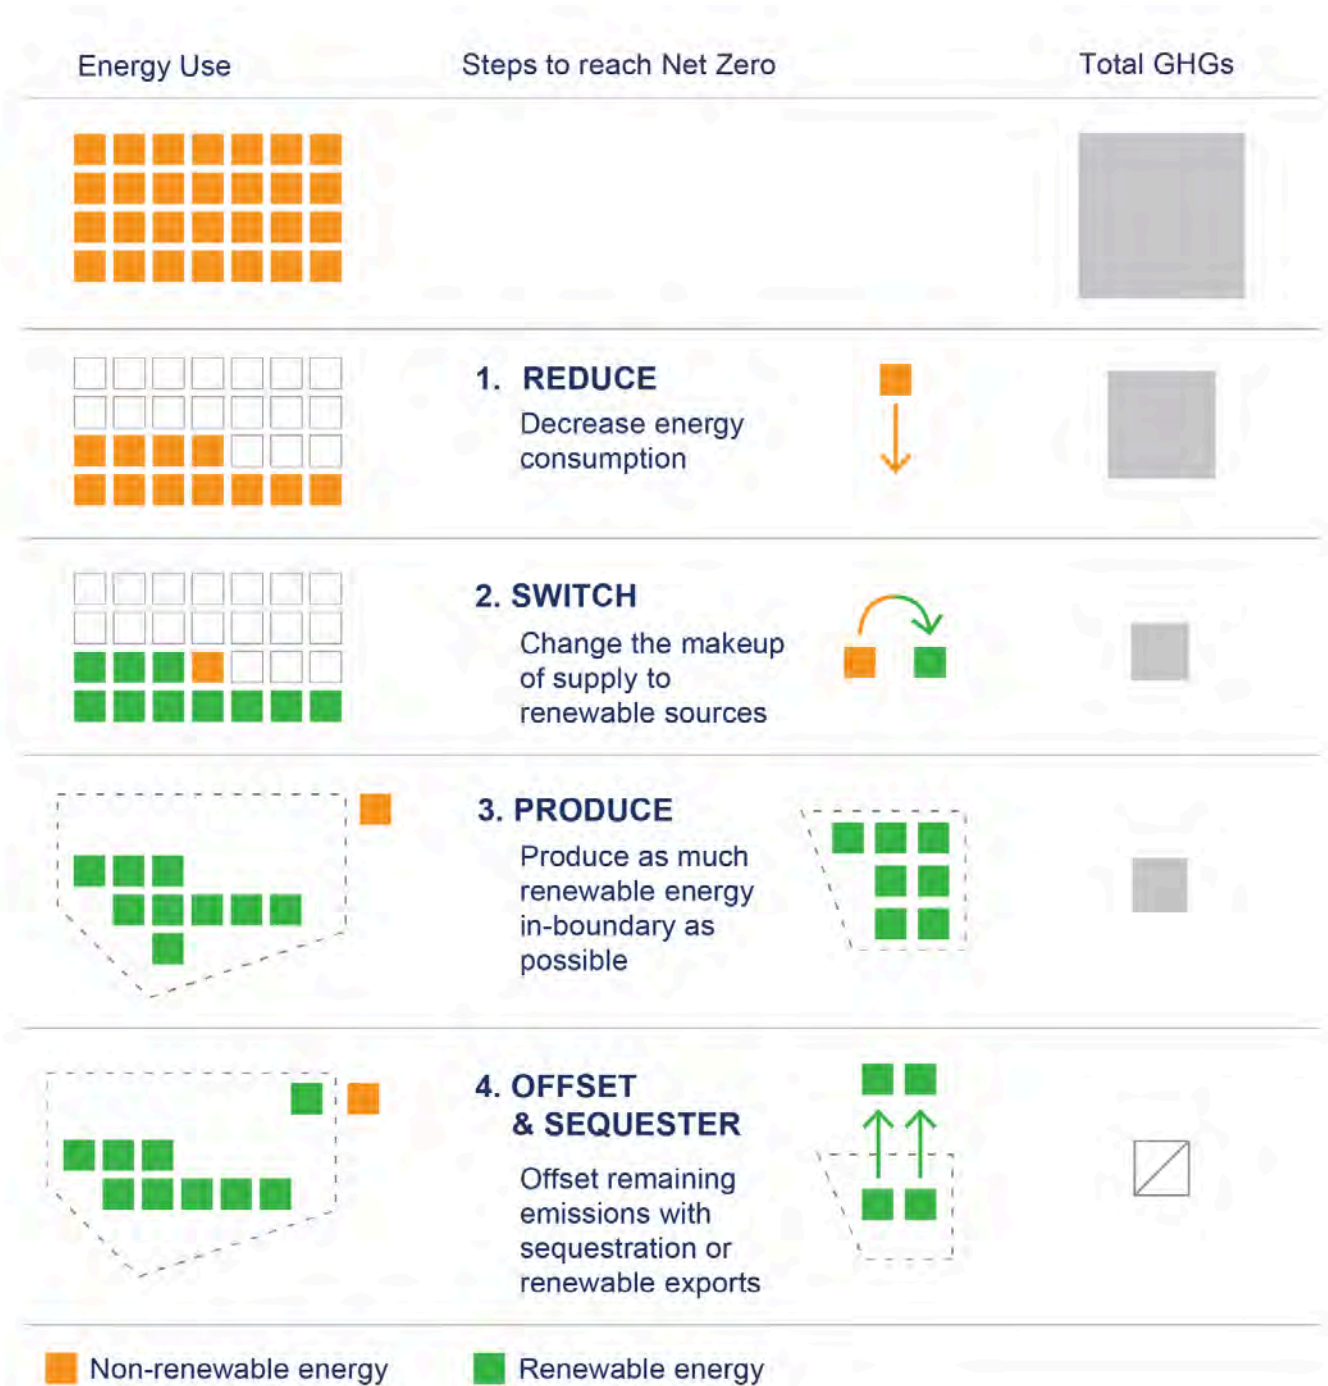 Energy Use
Steps to reach Net Zero
Total GHGs
1. REDUCE
Decrease energy
consumption
2. SWITCH
Change the makeup
of supply to
renewable sources
3. PRODUCE
Produce as much
renewable energy
in-boundary as
possible
4. OFFSET
& SEQUESTER
Offset remaining
emissions with
sequestration or
renewable exports
Non-renewable energy
Renewable energy